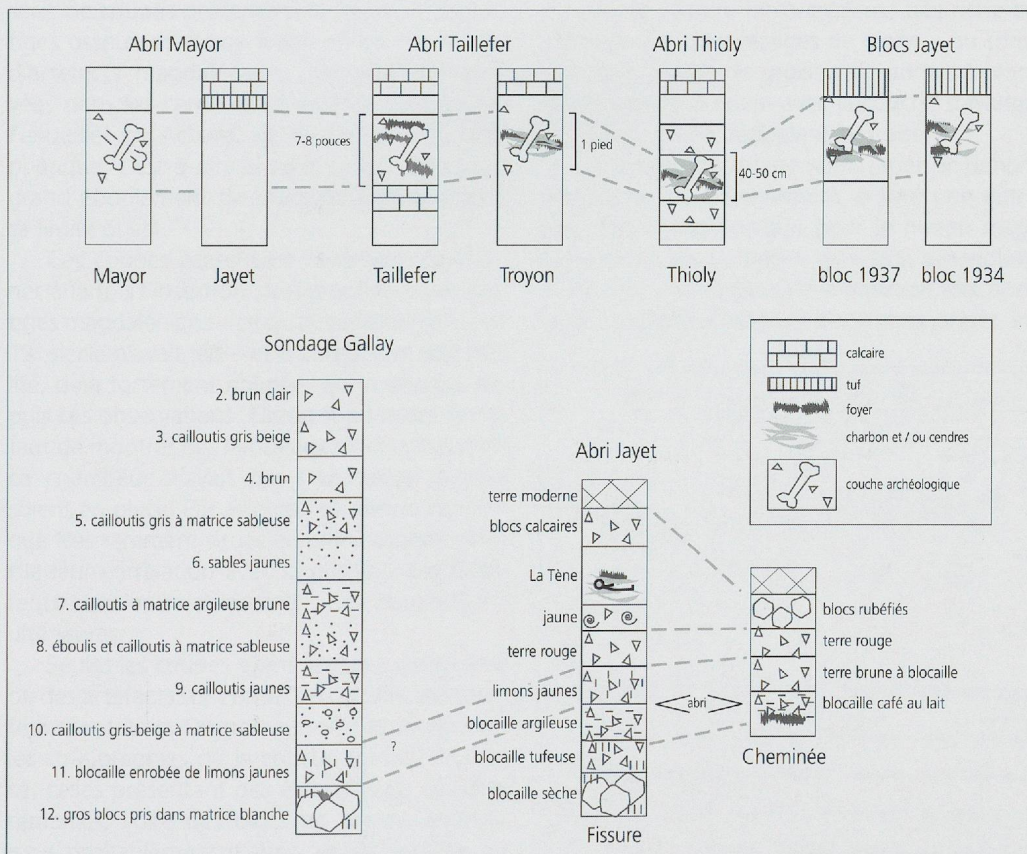 Abri Mayor
Abri Taillefer
Abri Thioly
Blocs Jayet
7-8 pouces
1 pied
40-50 cm
Mayor
Jayet
Taillefer
Troyon
Thioly
bloc 1937
bloc 1934
Sondage Gallay
2. brun clair
3. cailloutis gris beige
4. brun
5. cailloutis gris à matrice sableuse
6. sables jaunes
7. cailloutis à matrice argileuse brune
8. éboulis et cailloutis à matrice sableuse
9. cailloutis jaunes
10. cailloutis gris-beige à matrice sableuse
11. blocaille enrobée de limons jaunes
12. gros blocs pris dans matrice blanche
?
Abri Jayet
terre moderne
blocs calcaires
La Tène
jaune
terre rouge
limons jaunes
blocaille argileuse
blocaille tufeuse
blocaille sèche
Fissure
abri
blocs rubéfiés
terre rouge
terre brune à blocaille
blocaille café au lait
Cheminée
calcaire
tuf
foyer
charbon et / ou cendres
couche archéologique